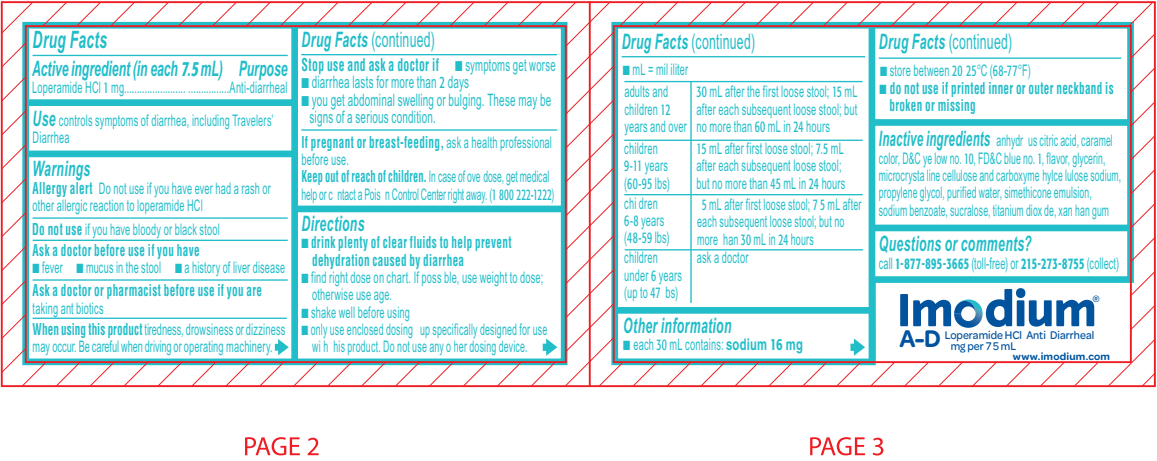 Drug Facts
Active ingredient (in each 7.5 mL) Purpose
Loperamide HCl 1 mg........................ ................Anti-diarrheal
Use controls symptoms of diarrhea, including Travelers'
Diarrhea
Warnings
Allergy alert Do not use if you have ever had a rash or
other allergic reaction to loperamide HCl
Do not use if you have bloody or black stool
Ask a doctor before use if you have
■ fever ■ mucus in the stool ■ a history of liver disease
Ask a doctor or pharmacist before use if you are
taking ant biotics
When using this product tiredness, drowsiness or dizziness
may occur. Be careful when driving or operating machinery.
Drug Facts (continued)
Stop use and ask a doctor if ■ symptoms get worse
■ diarrhea lasts for more than 2 days
■ you get abdominal swelling or bulging. These may be
signs of a serious condition.
If pregnant or breast-feeding, ask a health professional
before use.
Keep out of reach of children. In case of ove dose, get medical
help or c ntact a Pois n Control Center right away. (1 800 222-1222)
Directions
■ drink plenty of clear fluids to help prevent
dehydration caused by diarrhea
■ find right dose on chart. If poss ble, use weight to dose;
otherwise use age.
■ shake well before using
■ only use enclosed dosing up specifically designed for use
wi h his product. Do not use any o her dosing device.
Drug Facts (continued)
■ mL = mil iliter
adults and
children 12
years and over
30 mL after the first loose stool; 15 mL
after each subsequent loose stool; but
no more than 60 mL in 24 hours
children
9-11 years
(60-95 lbs)
15 mL after first loose stool; 7.5 mL
after each subsequent loose stool;
but no more than 45 mL in 24 hours
chi dren
6-8 years
(48-59 lbs)
5 mL after first loose stool; 7 5 mL after
each subsequent loose stool; but no
more han 30 mL in 24 hours
children
under 6 years
(up to 47 bs)
ask a doctor
Other information
■ each 30 mL contains: sodium 16 mg
Drug Facts (continued)
■ store between 20 25°C (68-77°F)
■ do not use if printed inner or outer neckband is
broken or missing
Inactive ingredients anhydr us citric acid, caramel
color, D&C ye low no. 10, FD&C blue no. 1, flavor, glycerin,
microcrysta line cellulose and carboxyme hylce lulose sodium,
propylene glycol, purified water, simethicone emulsion,
sodium benzoate, sucralose, titanium diox de, xan han gum
Questions or comments?
call 1-877-895-3665 (toll-free) or 215-273-8755 (collect)
Imodium®
A-D Loperamide HCl Anti Diarrheal
mg per 7 5 mL
www.imodium.com
PAGE 2
PAGE 3